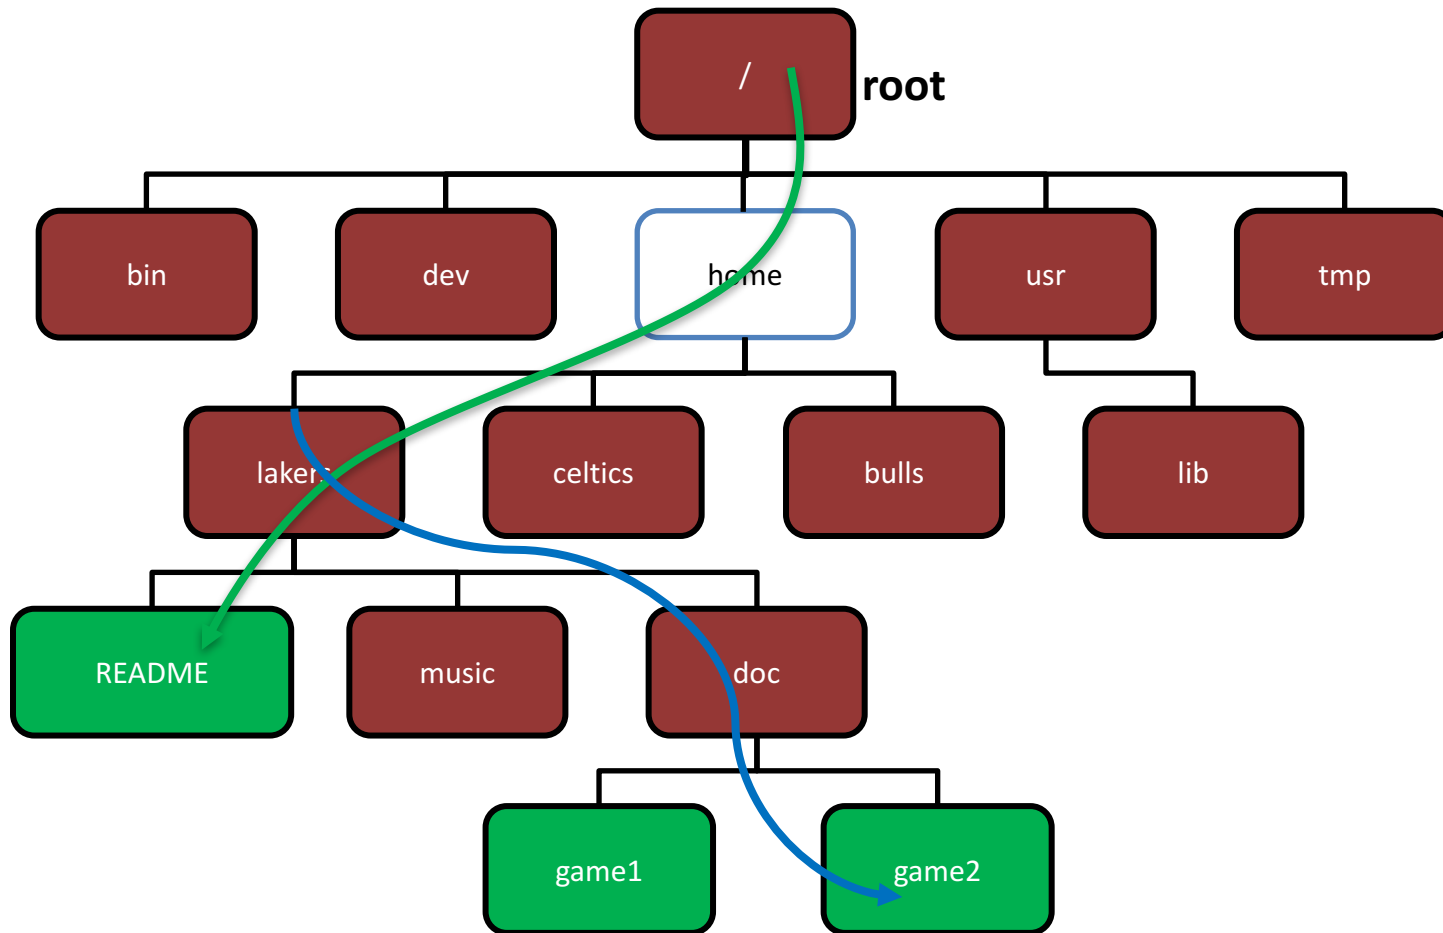 /
root
bin
dev
home
usr
tmp
lakers
celtics
bulls
lib
README
music
doc
game1
game2